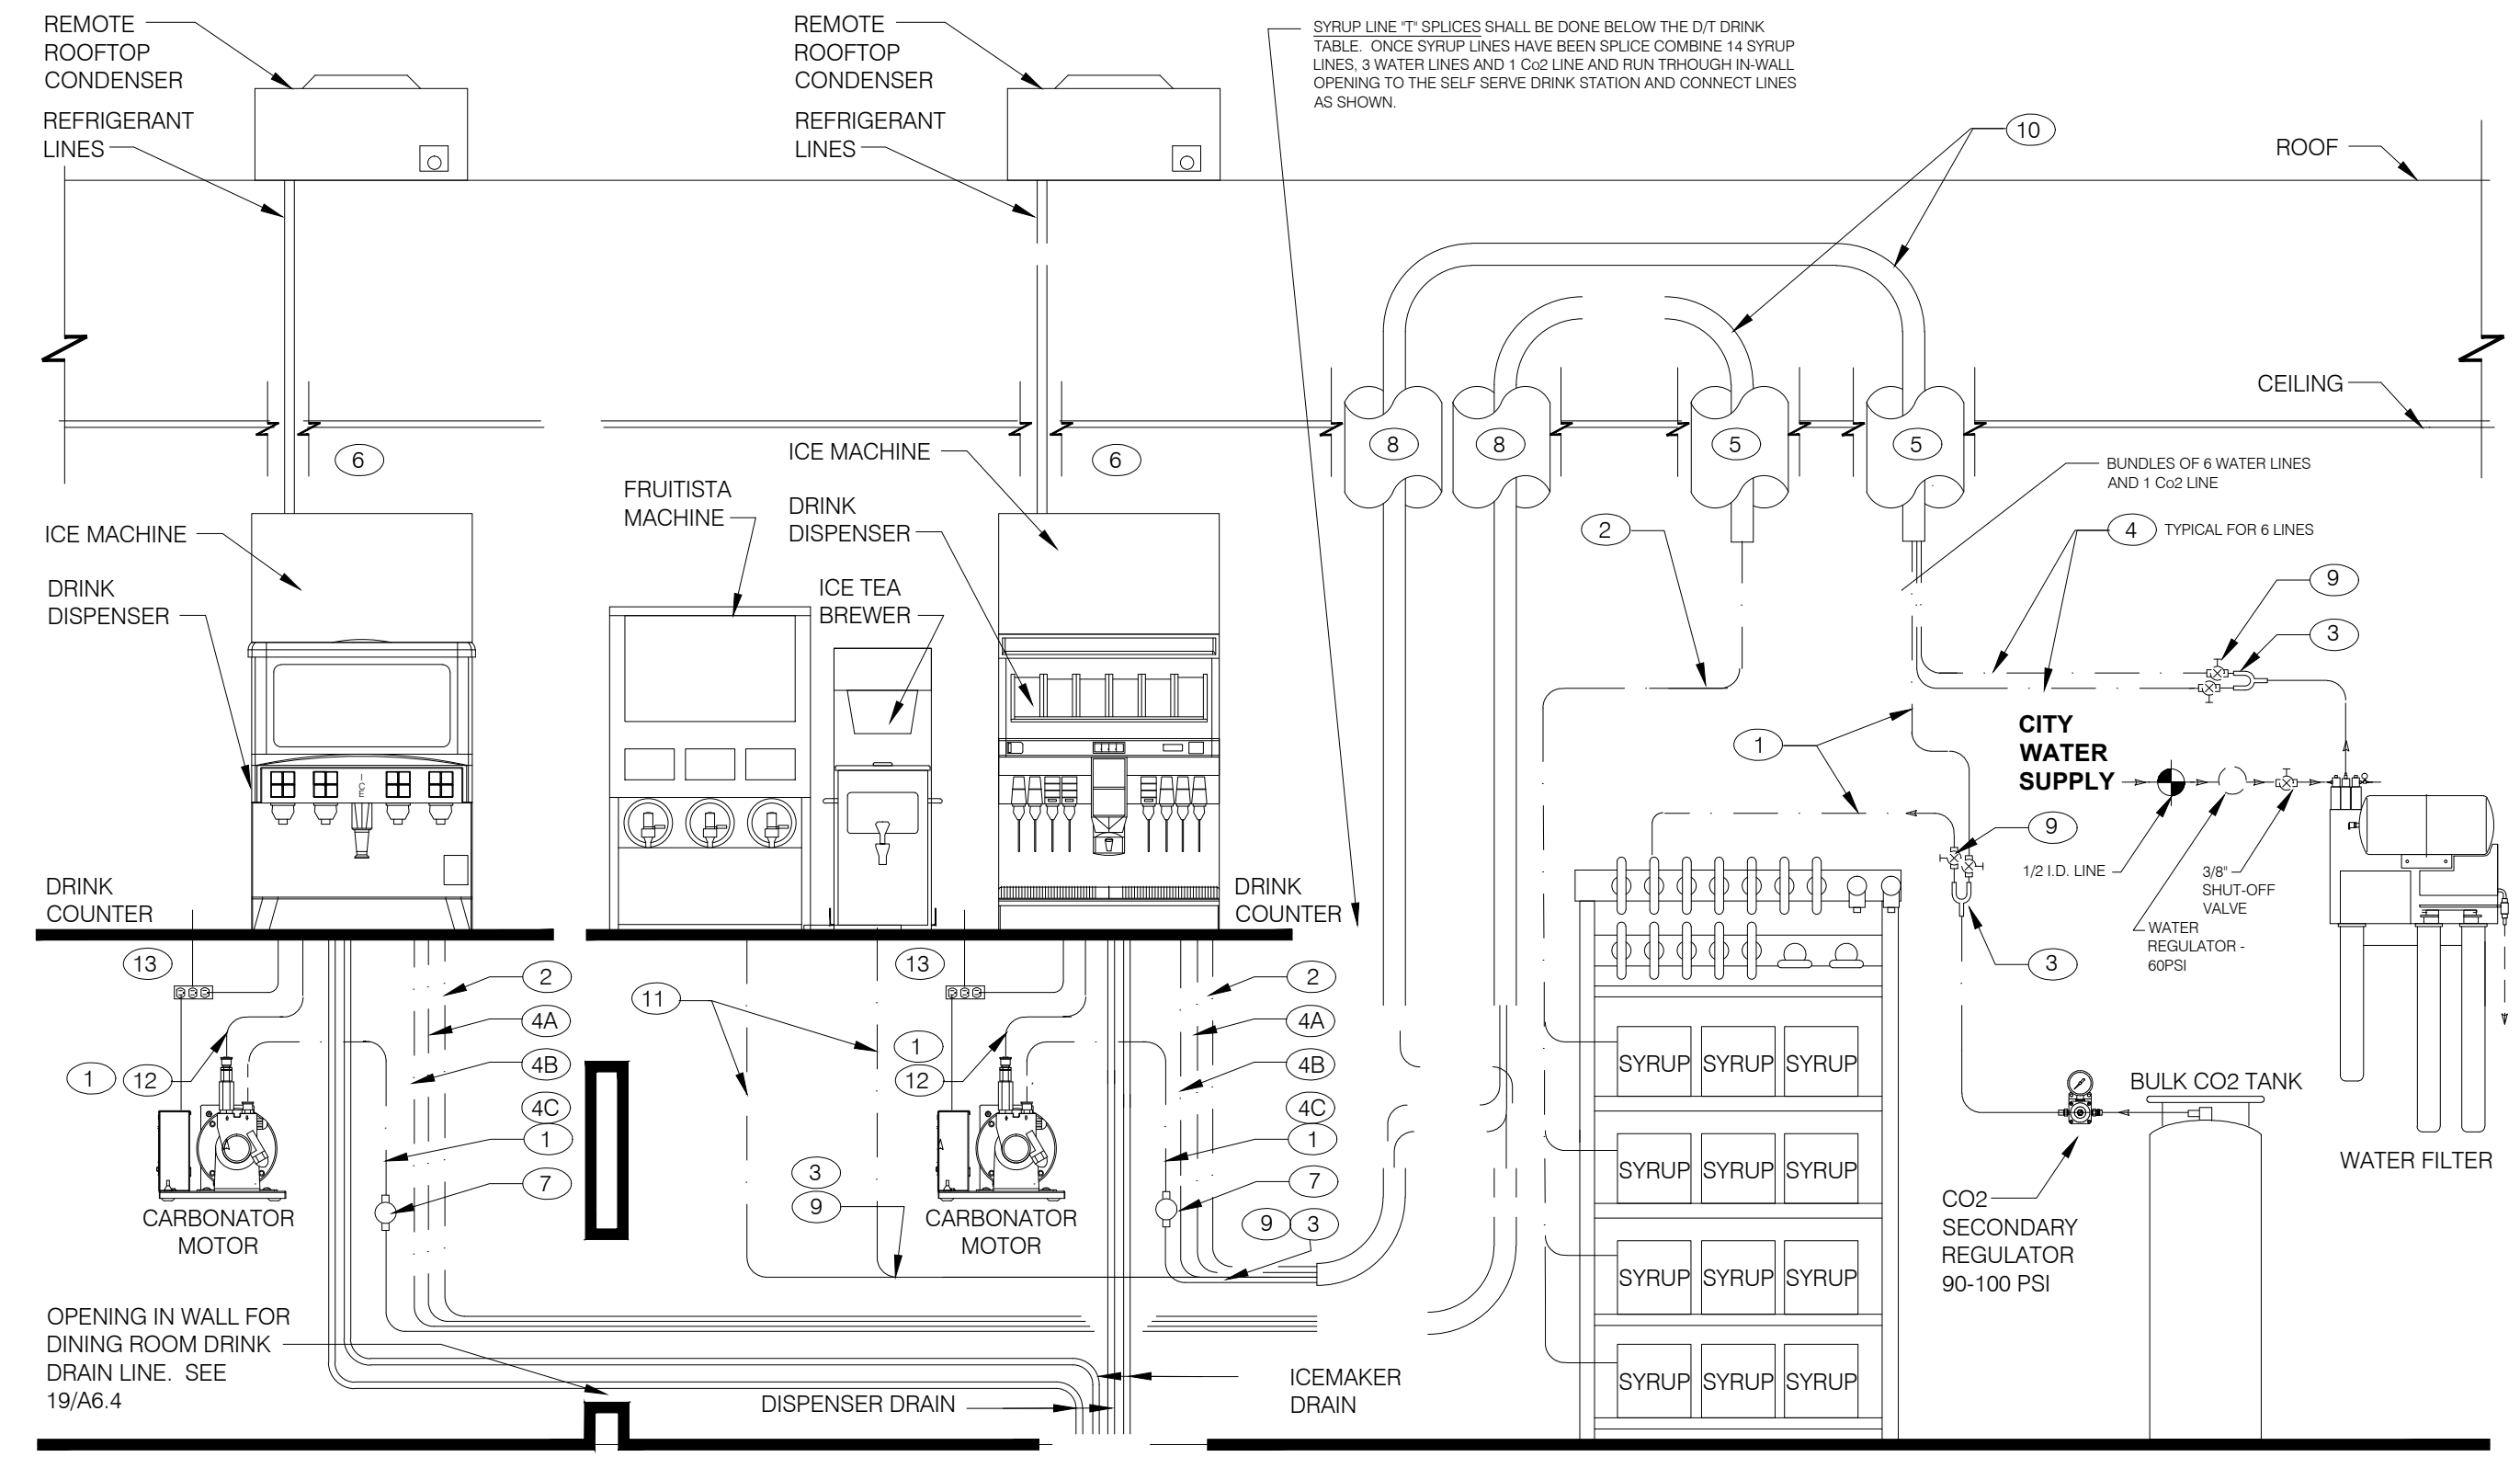 REMOTE
ROOFTOP
CONDENSER
REFRIGERANT
LINES
REMOTE
ROOFTOP
CONDENSER
REFRIGERANT
LINES
SYRUP LINE "T" SPLICES SHALL BE DONE BELOW THE D/T DRINK
TABLE. ONCE SYRUP LINES HAVE BEEN SPLICE COMBINE 14 SYRUP
LINES, 3 WATER LINES AND 1 Co2 LINE AND RUN TRHOUGH IN-WALL
OPENING TO THE SELF SERVE DRINK STATION AND CONNECT LINES
AS SHOWN.
10
ROOF
CEILING
6
6
8
8
5
5
BUNDLES OF 6 WATER LINES
AND 1 Co2 LINE
2
4 TYPICAL FOR 6 LINES
9
3
ICE MACHINE
DRINK
DISPENSER
FRUITISTA
MACHINE
ICE MACHINE
DRINK
DISPENSER
ICE TEA
BREWER
ICE
1
CITY
WATER
SUPPLY
9
1/2 I.D. LINE
3/8"
SHUT-OFF
VALVE
WATER
REGULATOR -
60PSI
3
DRINK
COUNTER
DRINK
COUNTER
13
2
4A
4B
4C
1
7
1 12
CARBONATOR
MOTOR
11
13
1
12
3
9
CARBONATOR
MOTOR
2
4A
4B
4C
1
7
9 3
SYRUP SYRUP SYRUP
SYRUP SYRUP SYRUP
SYRUP SYRUP SYRUP
SYRUP SYRUP SYRUP
BULK CO2 TANK
WATER FILTER
CO2
SECONDARY
REGULATOR
90-100 PSI
OPENING IN WALL FOR
DINING ROOM DRINK
DRAIN LINE. SEE
19/A6.4
DISPENSER DRAIN
ICEMAKER
DRAIN